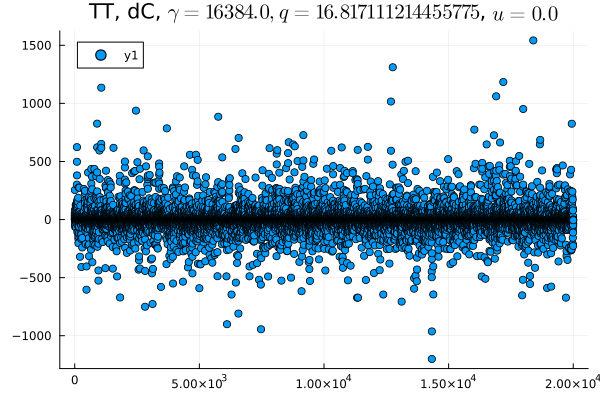 T̅T̅, dC, γ = 16384.0, q = 16.817111214455775, u = 0.0
y1
1500
1000
500
0
−500
−1000
0 5.00×10³ 1.00×10⁴ 1.50×10⁴ 2.00×10⁴